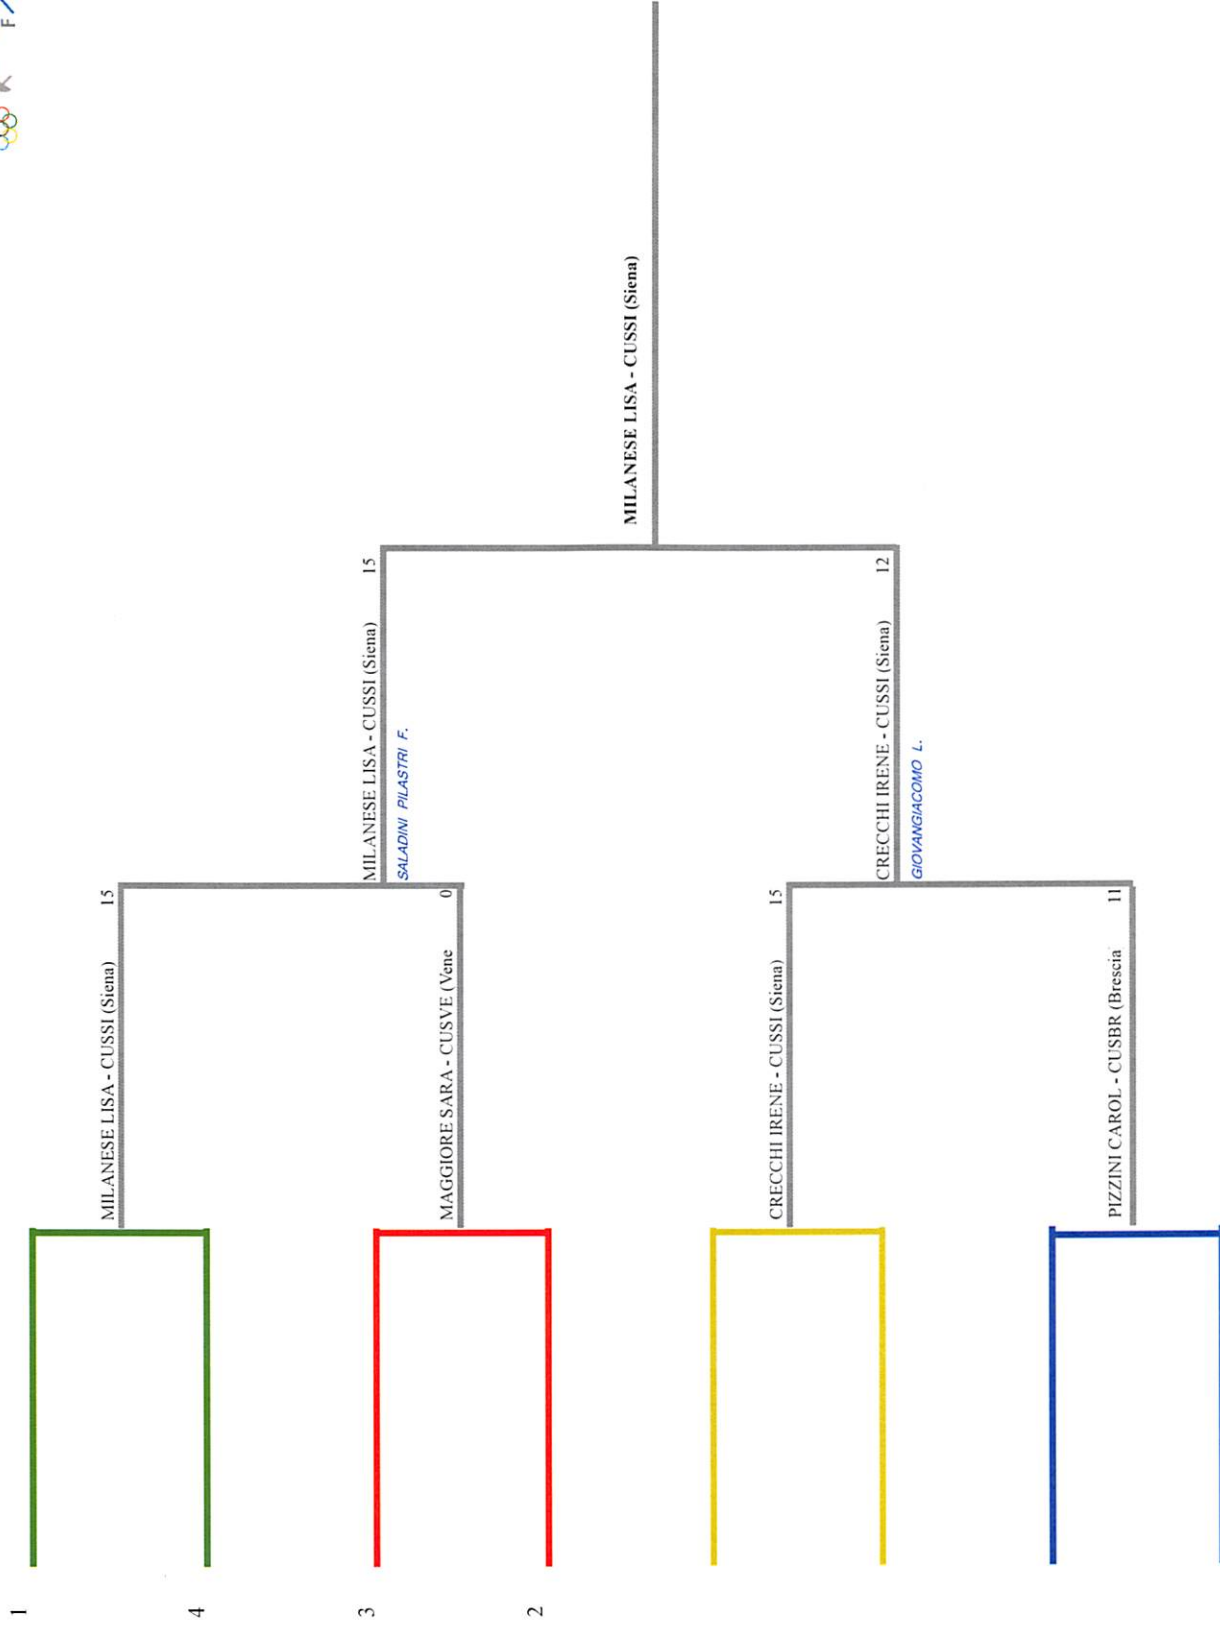 F
1
4
3
2
MILANESE LISA - CUSSI (Siena)
15
MAGGIORE SARA - CUSVE (Vene
0
CRECCHI IRENE - CUSSI (Siena)
15
PIZZINI CAROL - CUSBR (Brescia
11
MILANESE LISA - CUSSI (Siena)
15
SALADINI PILASTRI F.
CRECCHI IRENE - CUSSI (Siena)
12
GIOVANGIACOMO L.
MILANESE LISA - CUSSI (Siena)